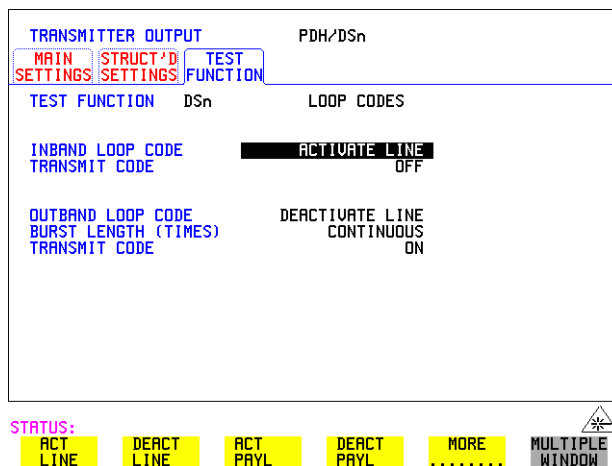 TRANSMITTER OUTPUT PDH/DSn
MAIN SETTINGS STRUCT'D SETTINGS TEST FUNCTION
TEST FUNCTION DSn LOOP CODES
INBAND LOOP CODE ACTIVATE LINE
TRANSMIT CODE OFF
OUTBAND LOOP CODE DEACTIVATE LINE
BURST LENGTH (TIMES) CONTINUOUS
TRANSMIT CODE ON
STATUS:
ACT LINE DEACT LINE ACT PAYL DEACT PAYL MORE ........ MULTIPLE WINDOW